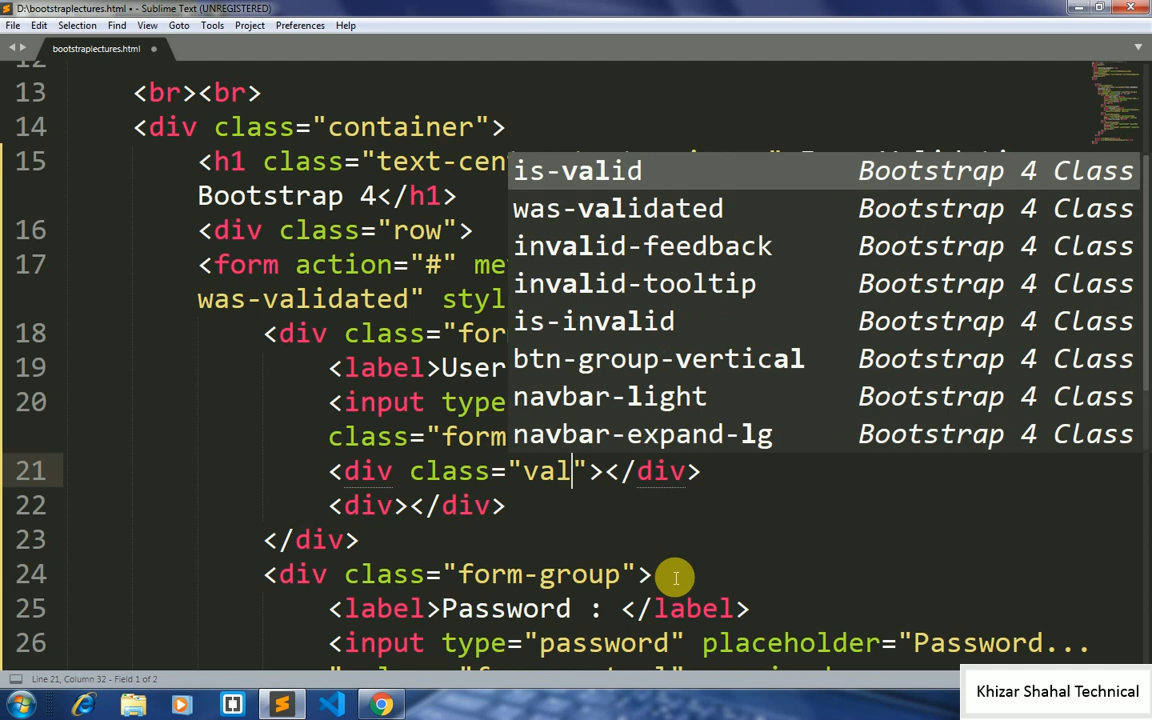 D:\bootstraplectures.html • - Sublime Text (UNREGISTERED)
File Edit Selection Find View Goto Tools Project Preferences Help
bootstraplectures.html
12
13 <br><br>
14 <div class="container">
15 <h1 class="text-cen
Bootstrap 4</h1>
16 <div class="row">
17 <form action="#" me
was-validated" styl
18 <div class="for
19 <label>User
20 <input type
class="form
21 <div class="val"></div>
22 <div></div>
23 </div>
24 <div class="form-group">
25 <label>Password : </label>
26 <input type="password" placeholder="Password...
is-valid Bootstrap 4 Class
was-validated Bootstrap 4 Class
invalid-feedback Bootstrap 4 Class
invalid-tooltip Bootstrap 4 Class
is-invalid Bootstrap 4 Class
btn-group-vertical Bootstrap 4 Class
navbar-light Bootstrap 4 Class
navbar-expand-lg Bootstrap 4 Class
Line 21, Column 32 - Field 1 of 2
Khizar Shahal Technical